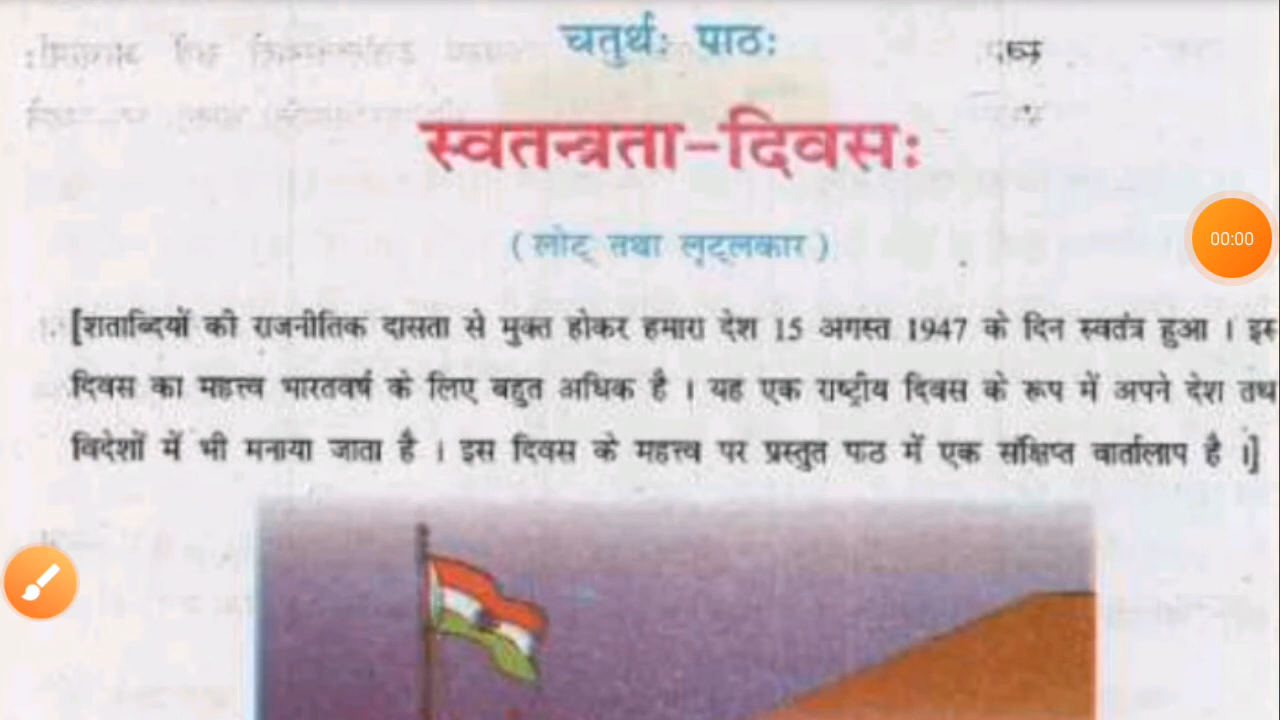 चतुर्थः पाठः
स्वतन्त्रता-दिवसः
( लोट् तथा लृट्लकार )
[शताब्दियों की राजनीतिक दासता से मुक्त होकर हमारा देश 15 अगस्त 1947 के दिन स्वतंत्र हुआ । इस
दिवस का महत्त्व भारतवर्ष के लिए बहुत अधिक है । यह एक राष्ट्रीय दिवस के रूप में अपने देश तथ
विदेशों में भी मनाया जाता है । इस दिवस के महत्त्व पर प्रस्तुत पाठ में एक संक्षिप्त वार्तालाप है ।]
00:00